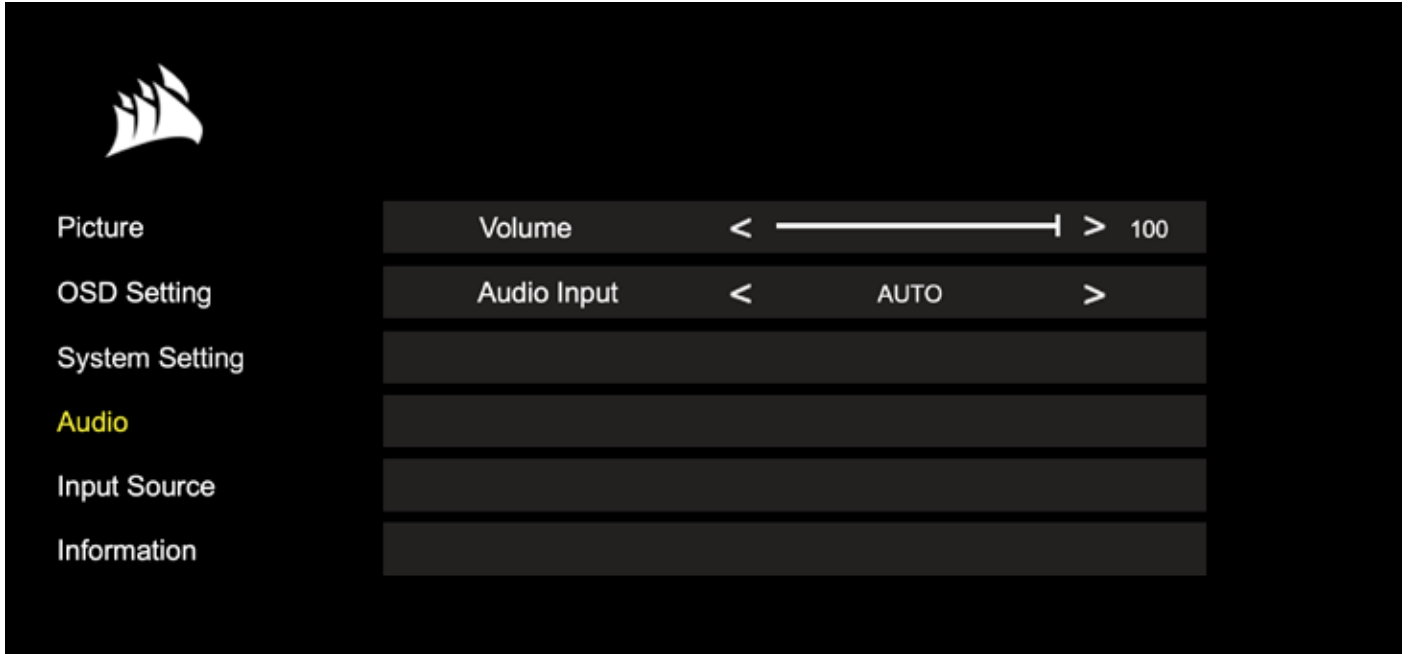 Picture Volume < > 100
OSD Setting Audio Input < AUTO >
System Setting
Audio
Input Source
Information